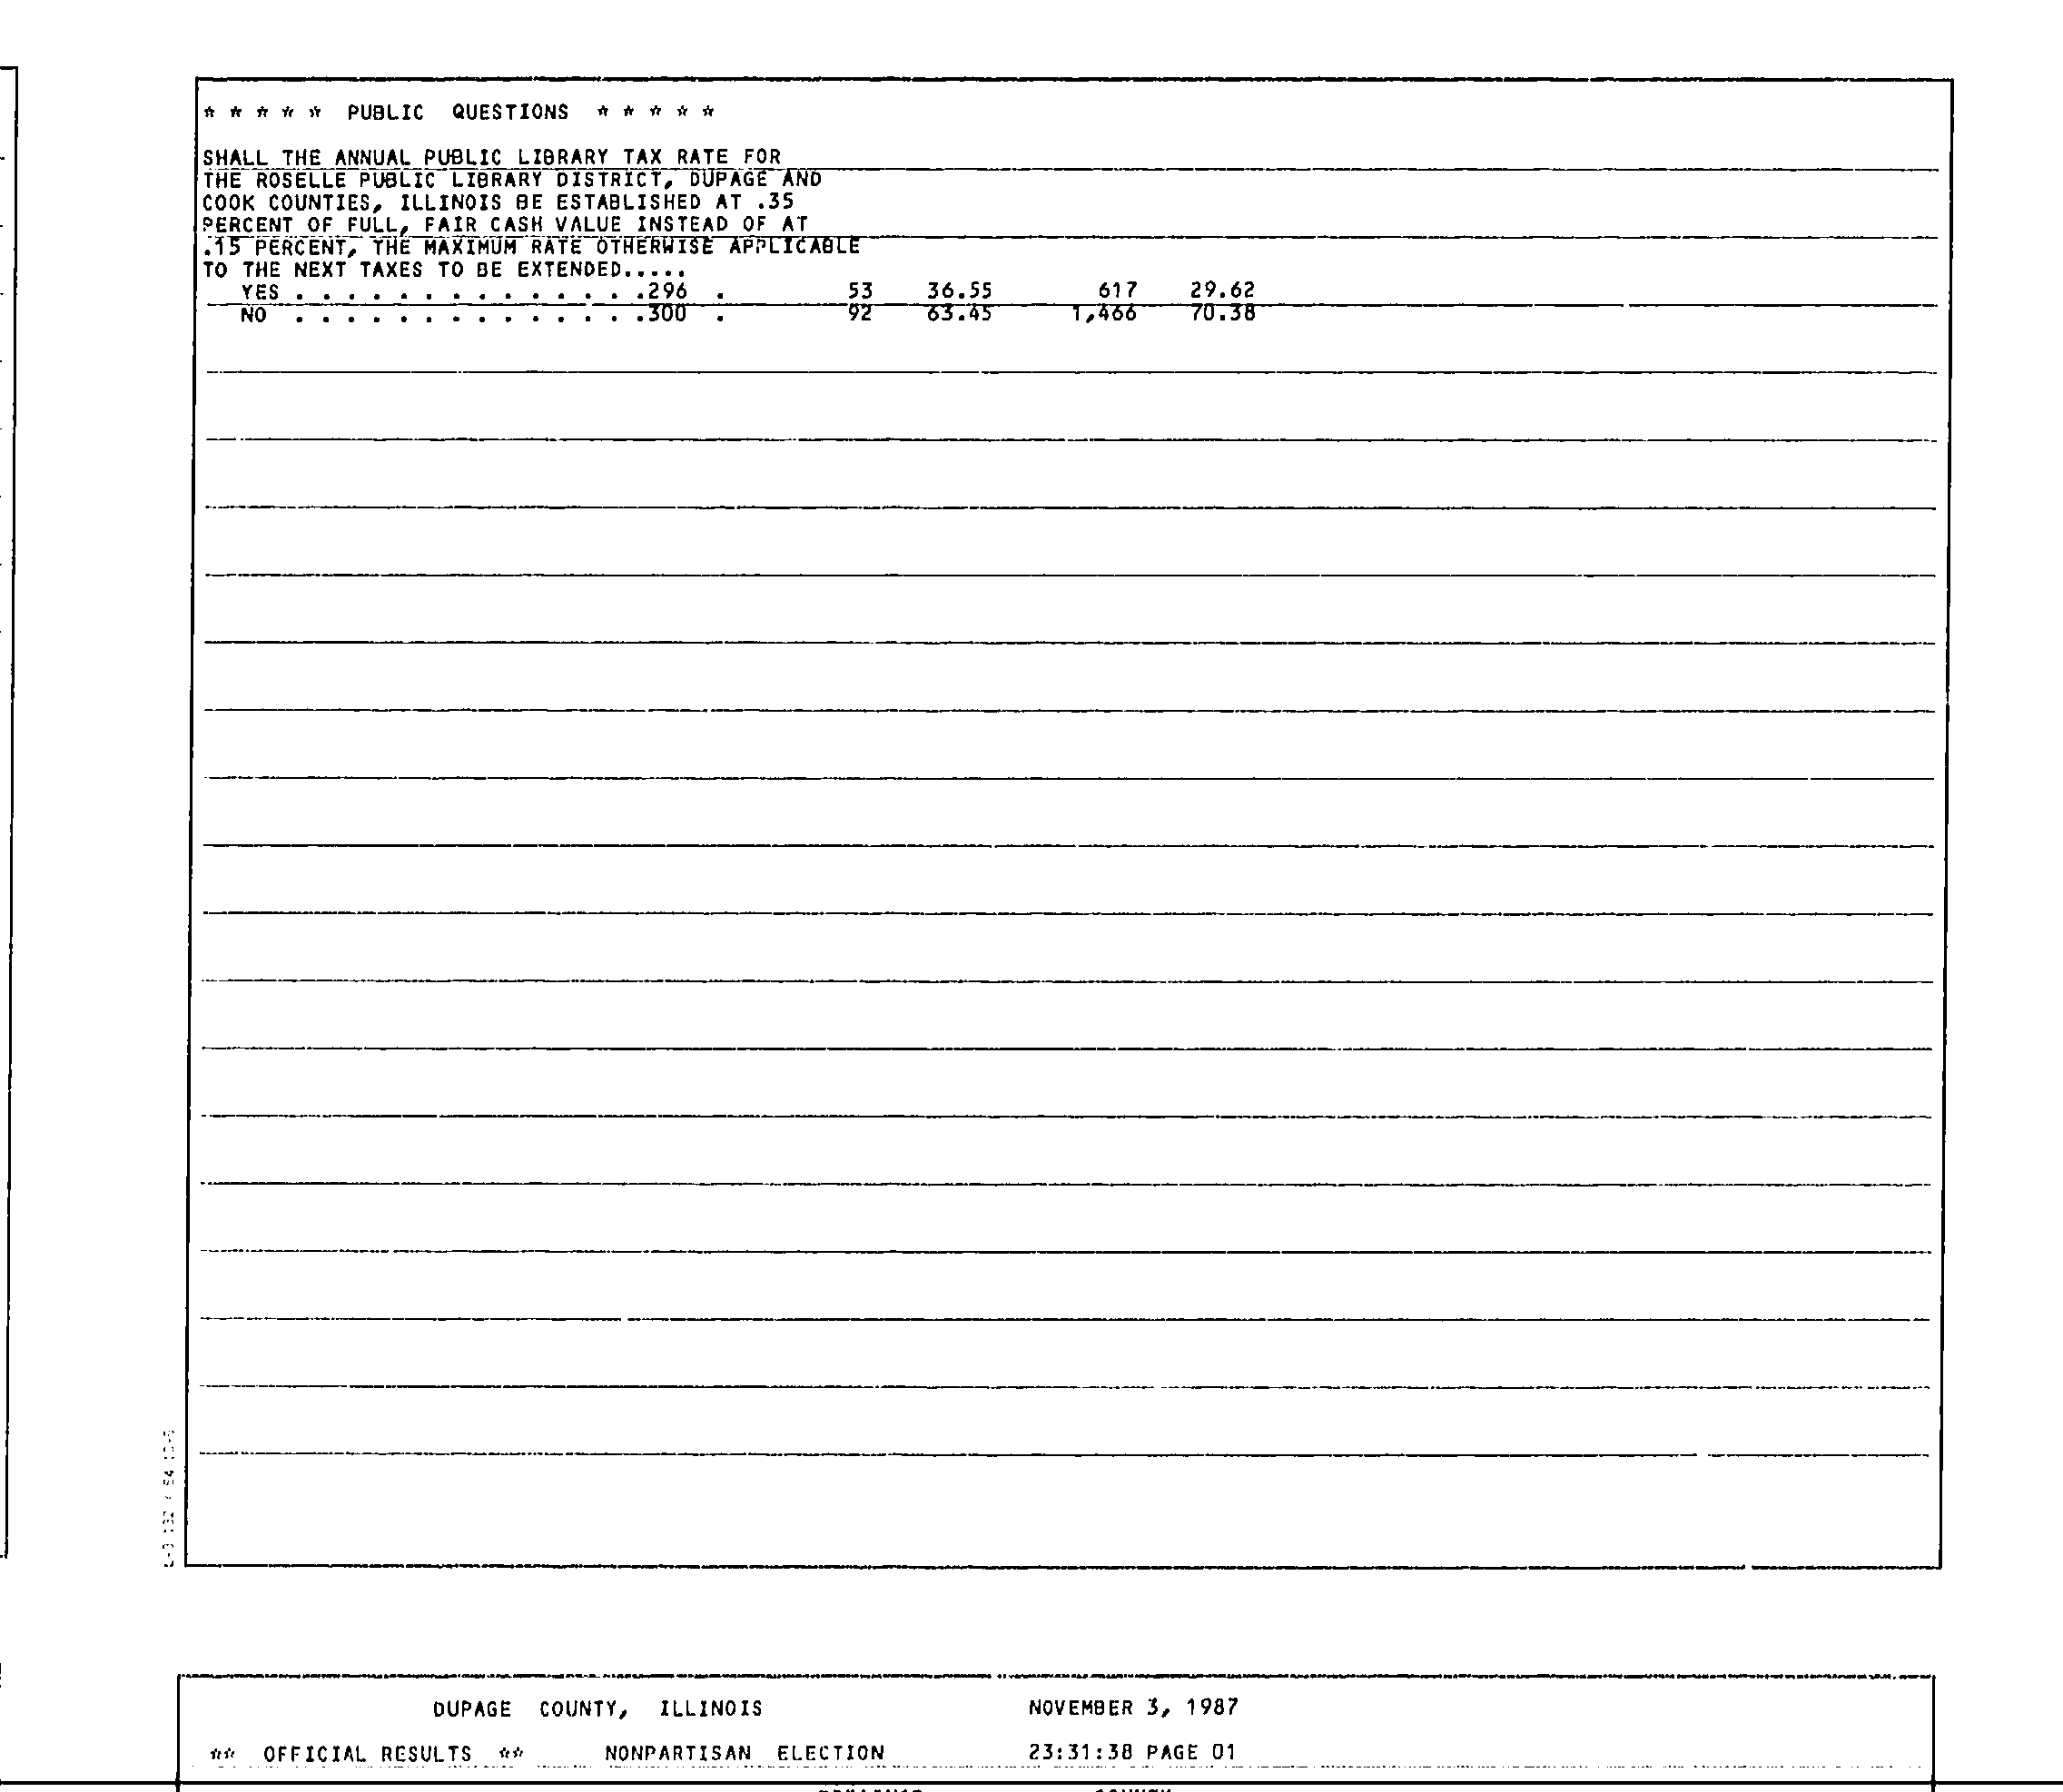 * * * * * PUBLIC QUESTIONS * * * * *
SHALL THE ANNUAL PUBLIC LIBRARY TAX RATE FOR
THE ROSELLE PUBLIC LIBRARY DISTRICT, DUPAGE AND
COOK COUNTIES, ILLINOIS BE ESTABLISHED AT .35
PERCENT OF FULL, FAIR CASH VALUE INSTEAD OF AT
.15 PERCENT, THE MAXIMUM RATE OTHERWISE APPLICABLE
TO THE NEXT TAXES TO BE EXTENDED.....
YES . . . . . . . . . . . . . .296 . 53 36.55 617 29.62
NO . . . . . . . . . . . . . .300 . 92 63.45 1,466 70.38
DUPAGE COUNTY, ILLINOIS NOVEMBER 3, 1987
** OFFICIAL RESULTS ** NONPARTISAN ELECTION 23:31:38 PAGE 01